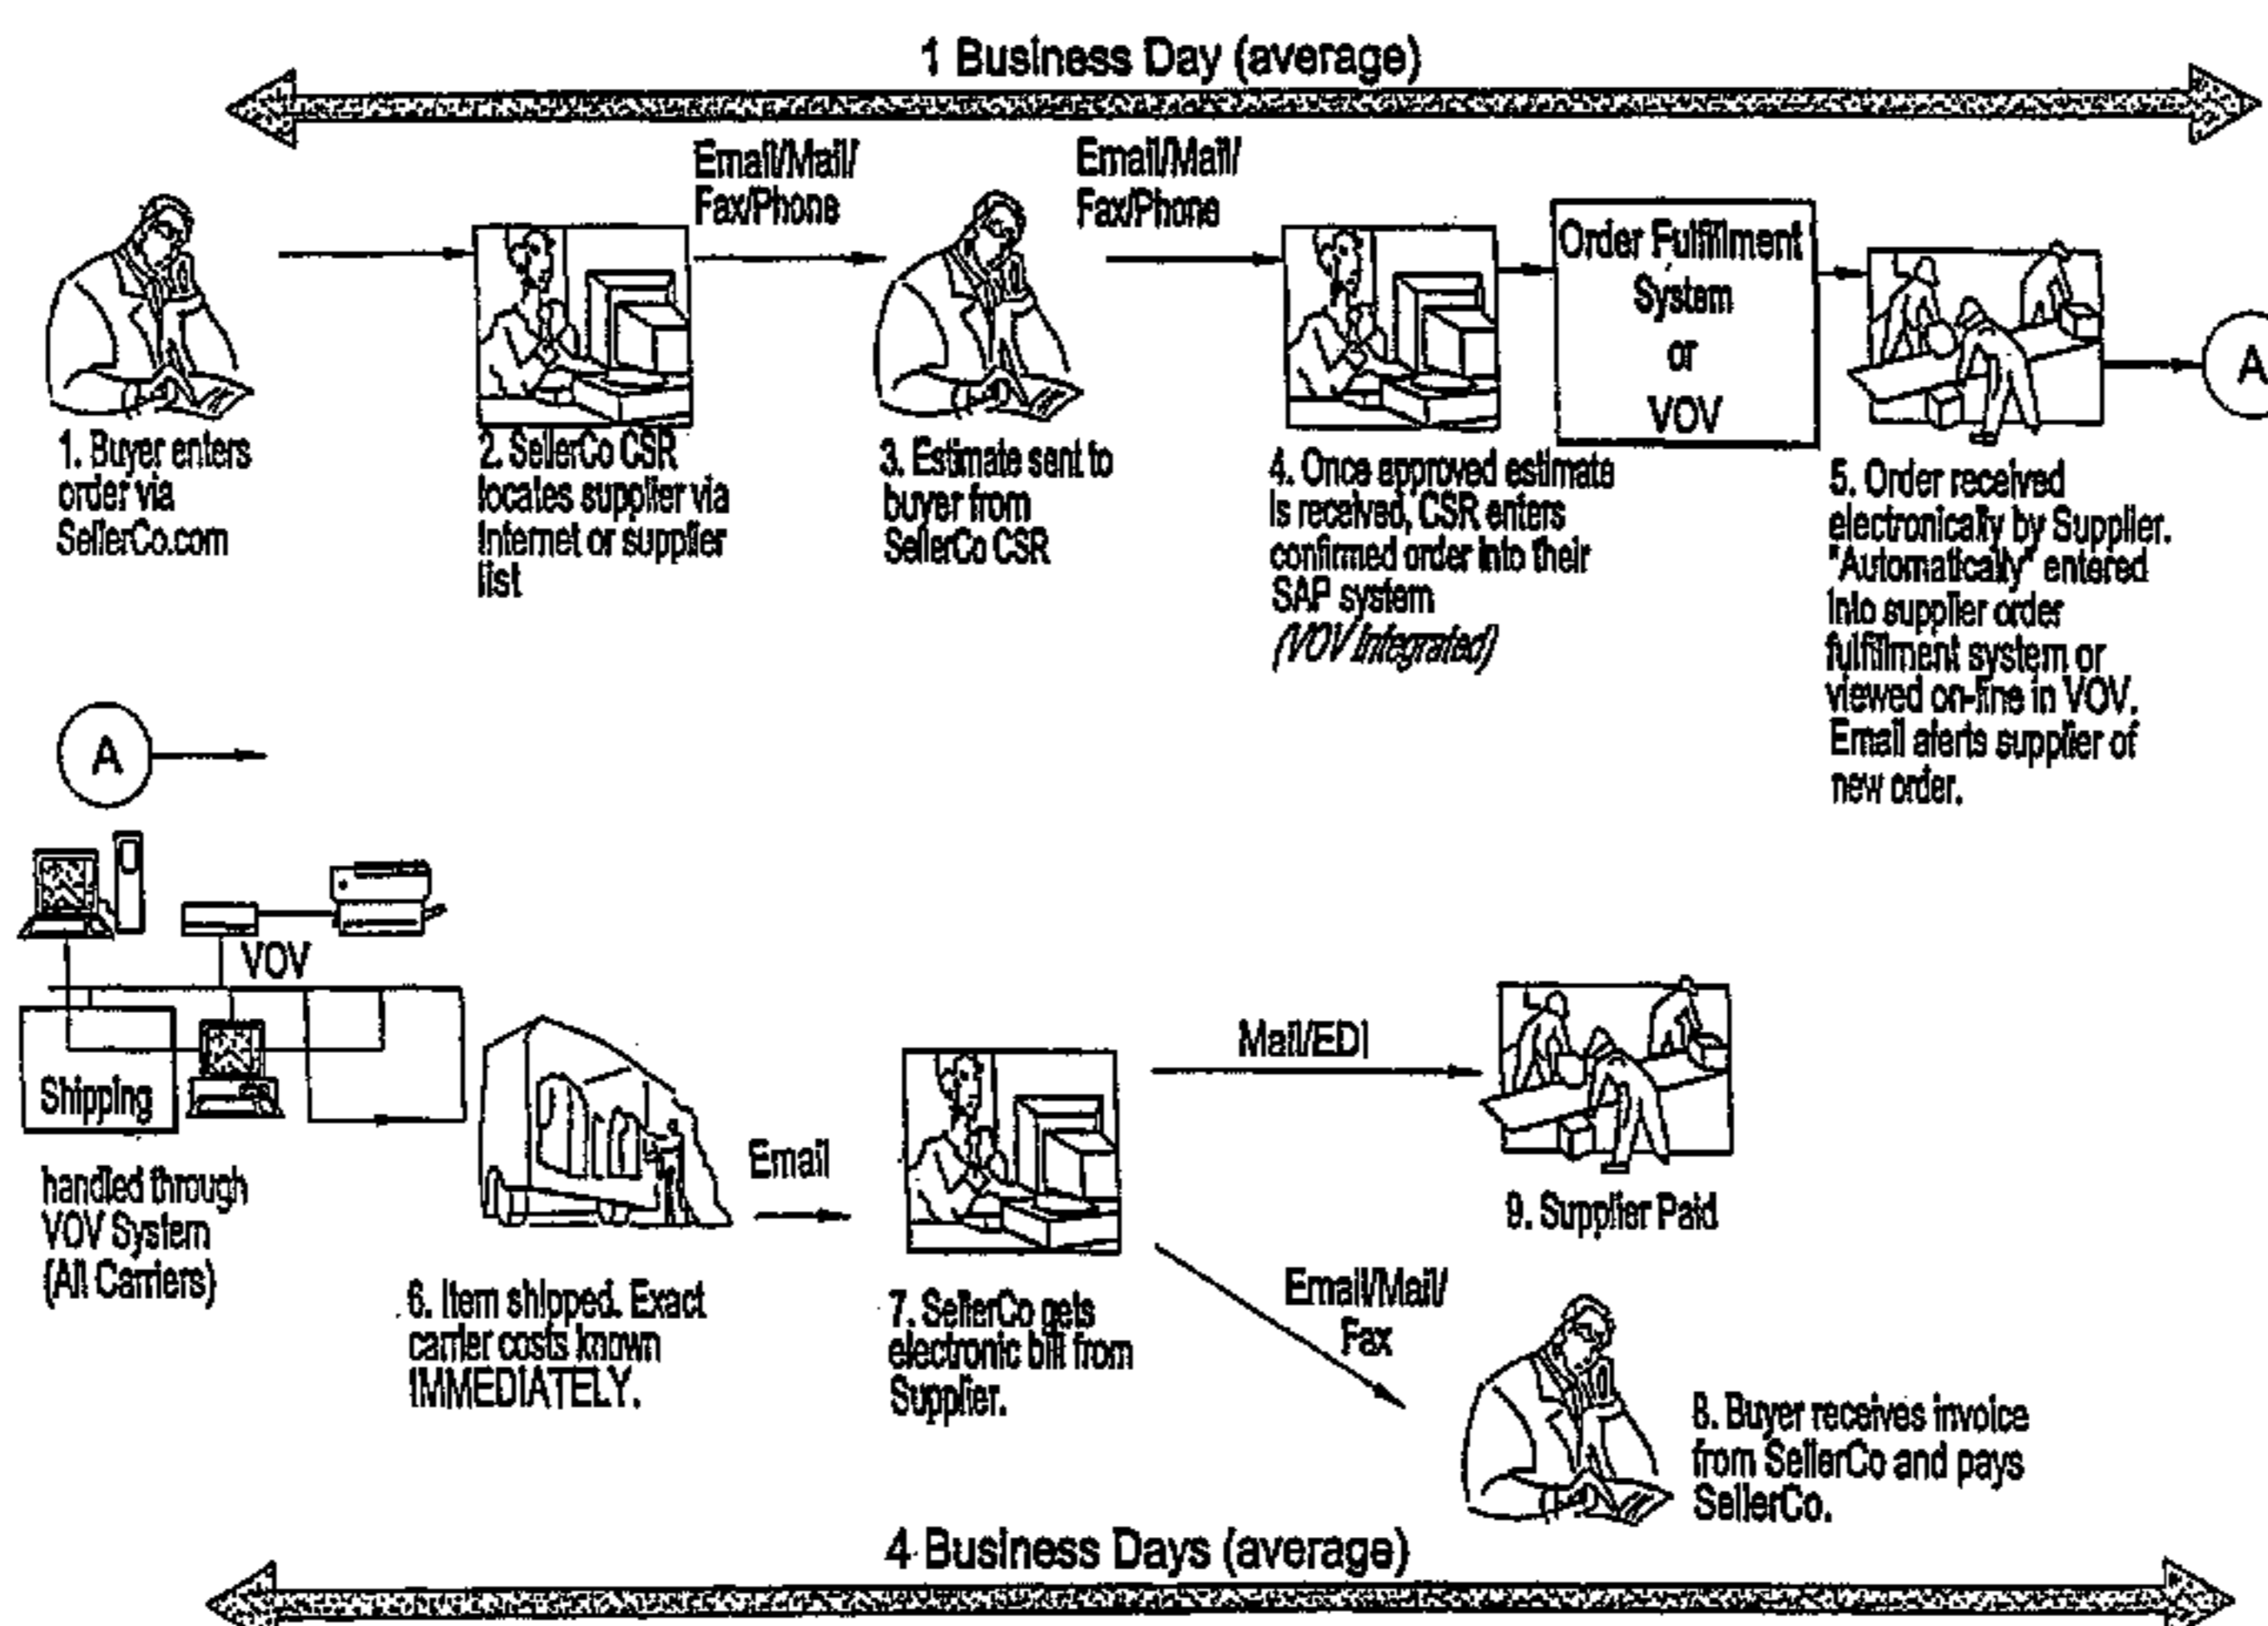 1 Business Day (average)
Email/Mail/
Fax/Phone
Email/Mail/
Fax/Phone
1. Buyer enters
order via
SellerCo.com
2. SellerCo CSR
locates supplier via
Internet or supplier
list
3. Estimate sent to
buyer from
SellerCo CSR
4. Once approved estimate
is received, CSR enters
confirmed order into their
SAP system
(VOV Integrated)
Order Fulfillment
System
or
VOV
5. Order received
electronically by Supplier.
"Automatically" entered
into supplier order
fulfillment system or
viewed on-line in VOV.
Email alerts supplier of
new order.
A
A
VOV
Shipping
handled through
VOV System
(All Carriers)
6. Item shipped. Exact
carrier costs known
IMMEDIATELY.
Email
7. SellerCo gets
electronic bill from
Supplier.
Mail/EDI
9. Supplier Paid
Email/Mail/
Fax
8. Buyer receives invoice
from SellerCo and pays
SellerCo.
4 Business Days (average)